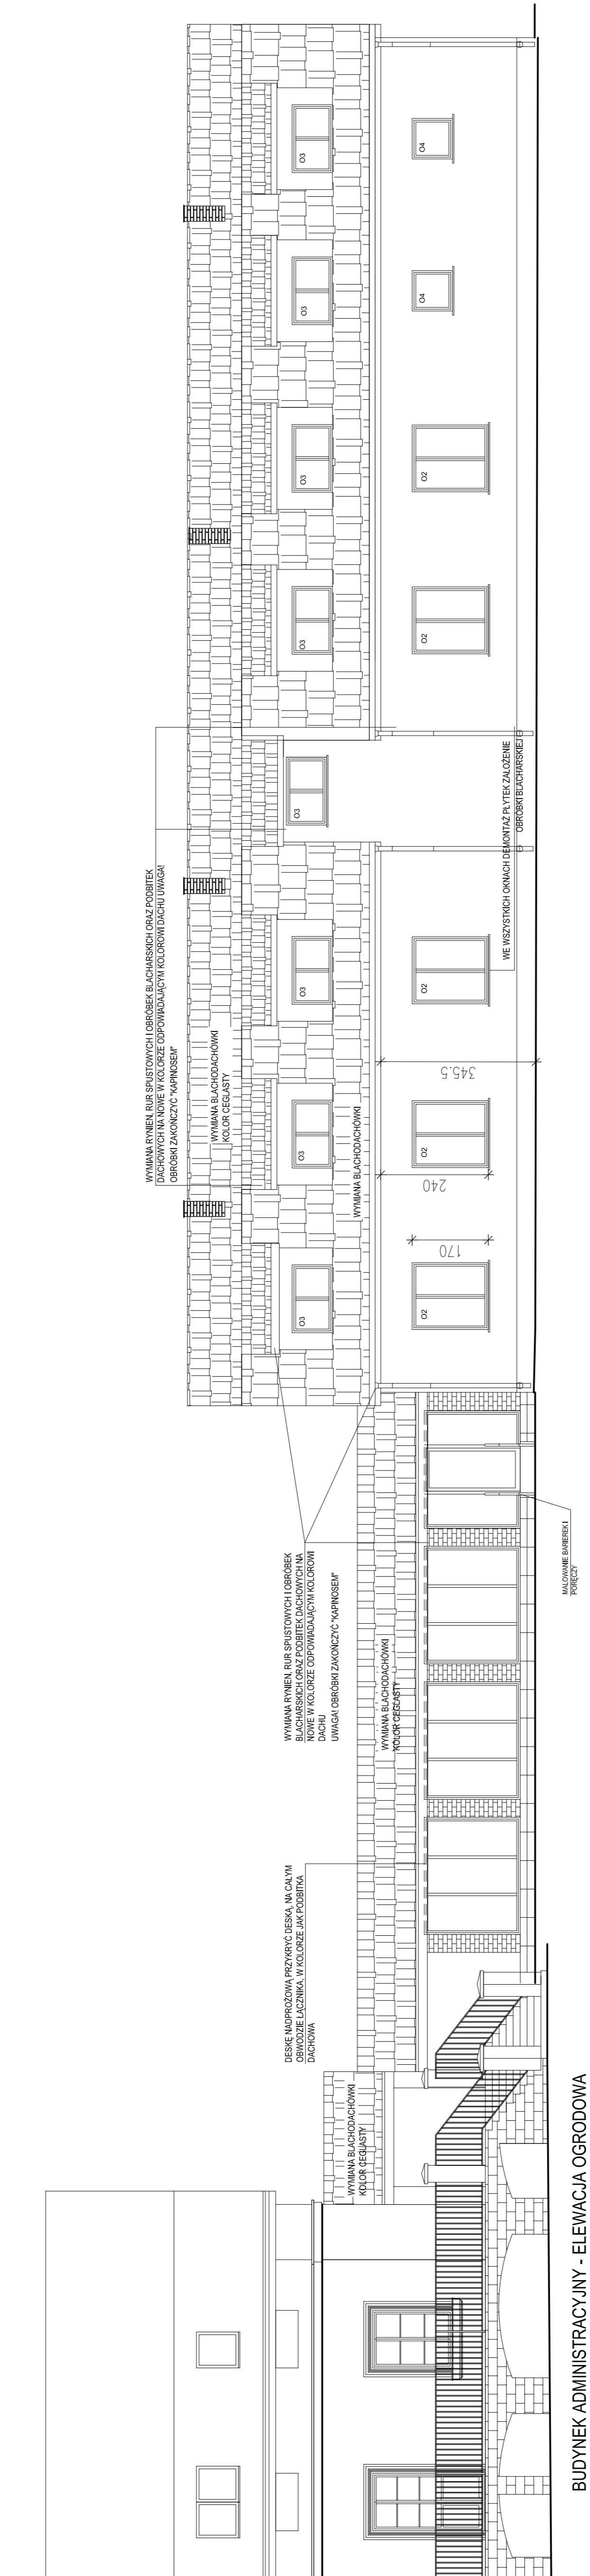 WYMIANA RYNIEN, RUR SPUSTOWYCH I OBRÓBEK BLACHARSKICH ORAZ PODBITEK
DACHOWYCH NA NOWE W KOLORZE ODPOWIADAJĄCYM KOLOROWI DACHU UWAGA!
OBRÓBKI ZAKOŃCZYĆ "KAPINOSEM"
WYMIANA BLACHODACHÓWKI
KOLOR CEGLASTY
WYMIANA BLACHODACHÓWKI
O3
O3
O3
O3
O3
O3
O3
O3
O2
O2
O2
O2
O2
O4
O4
170
240
345.5
WE WSZYSTKICH OKNACH DEMONTAŻ PŁYTEK ZAŁOŻENIE
OBRÓBKI BLACHARSKIEJ
WYMIANA RYNIEN, RUR SPUSTOWYCH I OBRÓBEK
BLACHARSKICH ORAZ PODBITEK DACHOWYCH NA
NOWE W KOLORZE ODPOWIADAJĄCYM KOLOROWI
DACHU
UWAGA! OBRÓBKI ZAKOŃCZYĆ "KAPINOSEM"
WYMIANA BLACHODACHÓWKI
KOLOR CEGLASTY
MALOWANIE BARIEREK I
PORĘCZY
DESKĘ NADPROŻOWĄ PRZYKRYĆ DESKĄ, NA CAŁYM
OBWODZIE ŁĄCZNIKA, W KOLORZE JAK PODBITKA
DACHOWA
WYMIANA BLACHODACHÓWKI
KOLOR CEGLASTY
BUDYNEK ADMINISTRACYJNY - ELEWACJA OGRODOWA